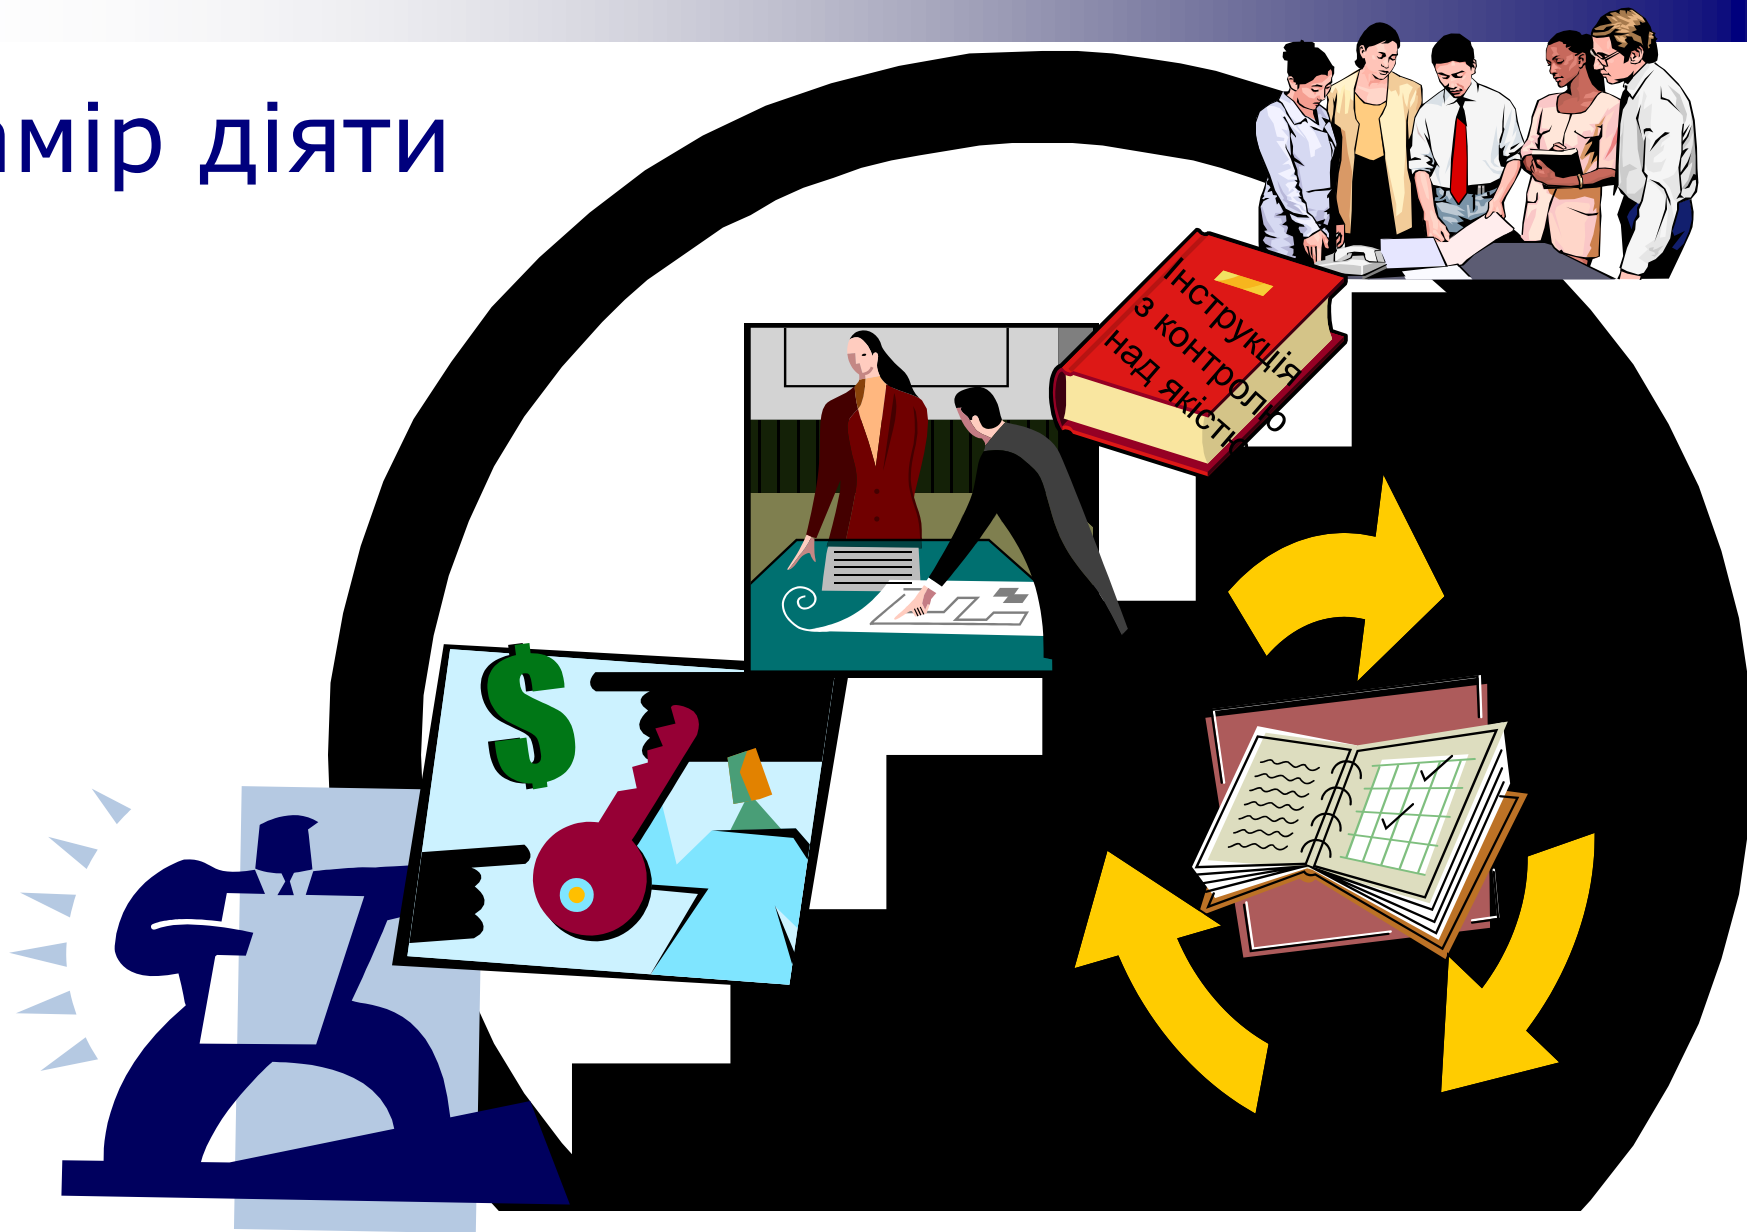 амір діяти
Інструкція
з контролю
над якістю
$